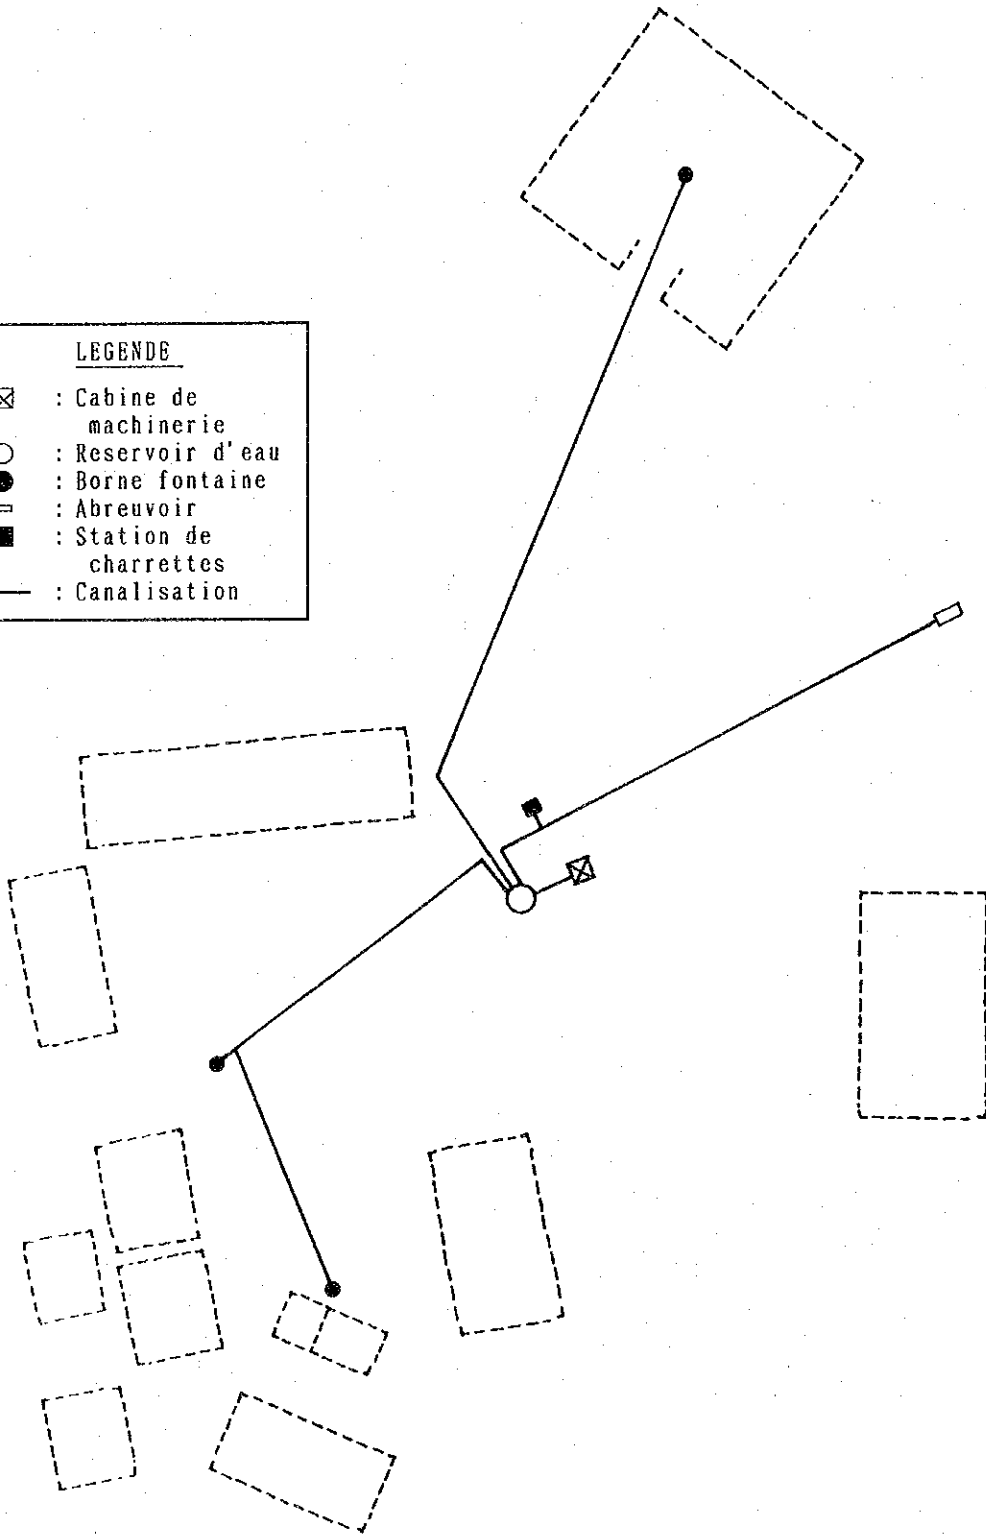 LEGENDE
: Cabine de
machinerie
: Reservoir d'eau
: Borne fontaine
: Abreuvoir
: Station de
charrettes
: Canalisation